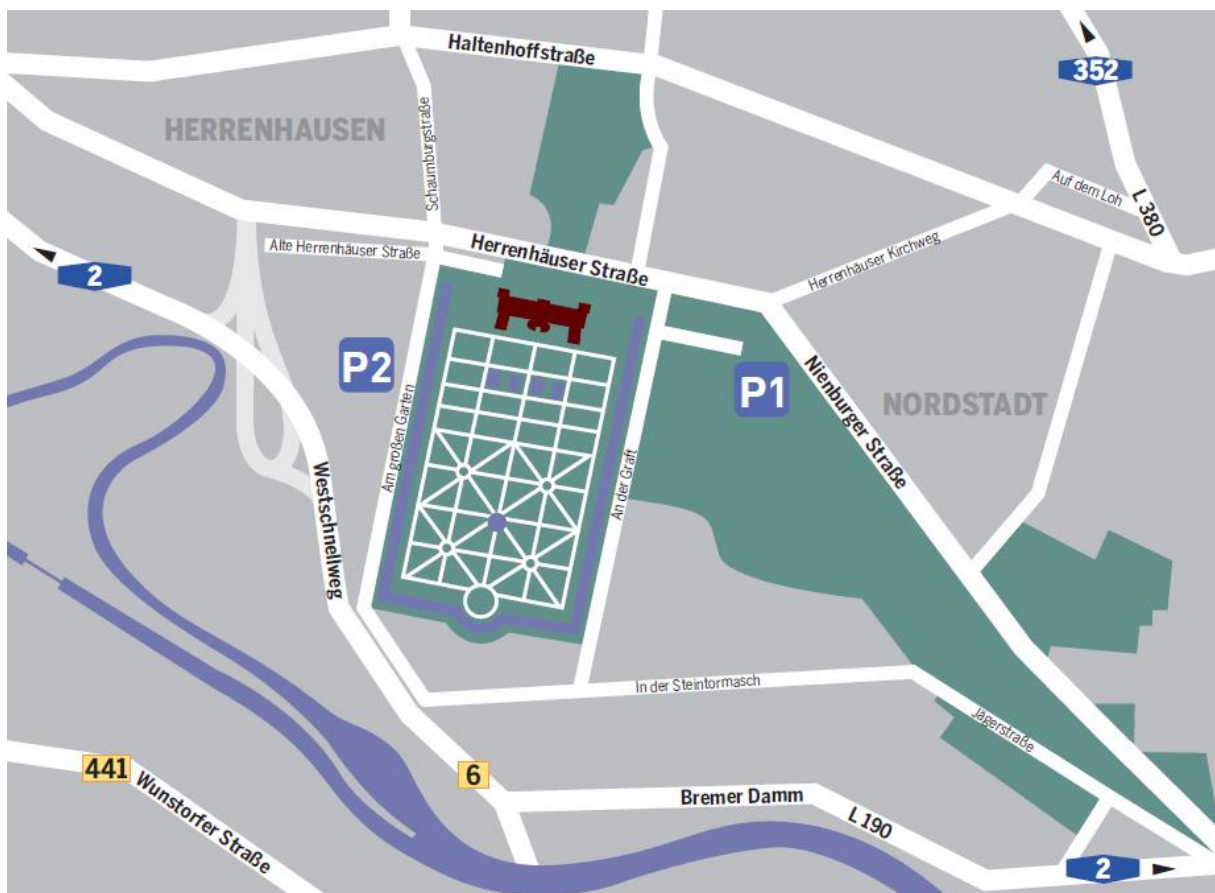 Haltenhoffstraße
352
HERRENHAUSEN
Schaumburgstraße
Auf dem Loh
L 380
Alte Herrenhäuser Straße
Herrenhäuser Straße
Herrenhäuser Kirchweg
2
P2
P1
Nienburger Straße
NORDSTADT
Am großen Garten
An der Graft
Westschnellweg
In der Steintormasch
Jägerstraße
441
Wunstorfer Straße
6
Bremer Damm
L 190
2